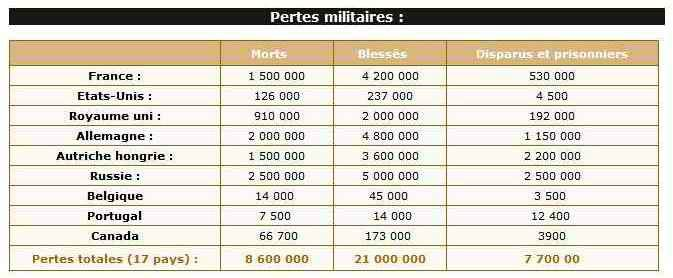 Pertes militaires :
Morts Blessés Disparus et prisonniers
France : 1 500 000 4 200 000 530 000
Etats-Unis : 126 000 237 000 4 500
Royaume uni : 910 000 2 000 000 192 000
Allemagne : 2 000 000 4 800 000 1 150 000
Autriche hongrie : 1 500 000 3 600 000 2 200 000
Russie : 2 500 000 5 000 000 2 500 000
Belgique 14 000 45 000 3 500
Portugal 7 500 14 000 12 400
Canada 66 700 173 000 3900
Pertes totales (17 pays) : 8 600 000 21 000 000 7 700 00